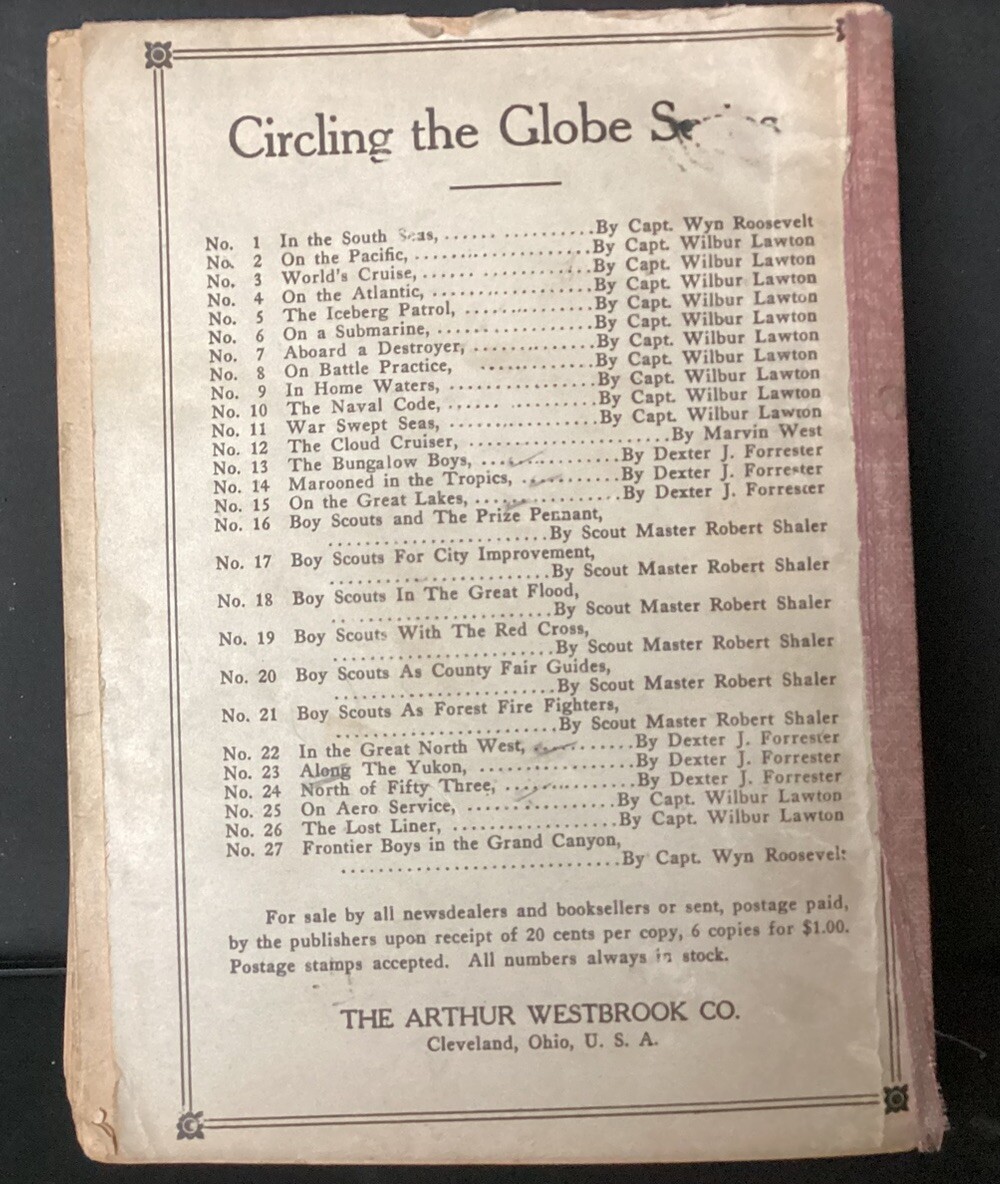 Circling the Globe Series
No. 1 In the South Seas, ................By Capt. Wyn Roosevelt
No. 2 On the Pacific, ...................By Capt. Wilbur Lawton
No. 3 World's Cruise, ..................By Capt. Wilbur Lawton
No. 4 On the Atlantic, .................By Capt. Wilbur Lawton
No. 5 The Iceberg Patrol, ..............By Capt. Wilbur Lawton
No. 6 On a Submarine, .................By Capt. Wilbur Lawton
No. 7 Aboard a Destroyer, .............By Capt. Wilbur Lawton
No. 8 On Battle Practice, .............By Capt. Wilbur Lawton
No. 9 In Home Waters, ................By Capt. Wilbur Lawton
No. 10 The Naval Code, ................By Capt. Wilbur Lawton
No. 11 War Swept Seas, ................By Capt. Wilbur Lawton
No. 12 The Cloud Cruiser, ......................By Marvin West
No. 13 The Bungalow Boys, ..............By Dexter J. Forrester
No. 14 Marooned in the Tropics, ..........By Dexter J. Forrester
No. 15 On the Great Lakes, ...............By Dexter J. Forrester
No. 16 Boy Scouts and The Prize Pennant,
........................By Scout Master Robert Shaler
No. 17 Boy Scouts For City Improvement,
........................By Scout Master Robert Shaler
No. 18 Boy Scouts In The Great Flood,
........................By Scout Master Robert Shaler
No. 19 Boy Scouts With The Red Cross,
........................By Scout Master Robert Shaler
No. 20 Boy Scouts As County Fair Guides,
........................By Scout Master Robert Shaler
No. 21 Boy Scouts As Forest Fire Fighters,
........................By Scout Master Robert Shaler
No. 22 In the Great North West, ..........By Dexter J. Forrester
No. 23 Along The Yukon, ................By Dexter J. Forrester
No. 24 North of Fifty Three, .............By Dexter J. Forrester
No. 25 On Aero Service, ...............By Capt. Wilbur Lawton
No. 26 The Lost Liner, .................By Capt. Wilbur Lawton
No. 27 Frontier Boys in the Grand Canyon,
..............................By Capt. Wyn Roosevelt
For sale by all newsdealers and booksellers or sent, postage paid,
by the publishers upon receipt of 20 cents per copy, 6 copies for $1.00.
Postage stamps accepted. All numbers always in stock.
THE ARTHUR WESTBROOK CO.
Cleveland, Ohio, U. S. A.